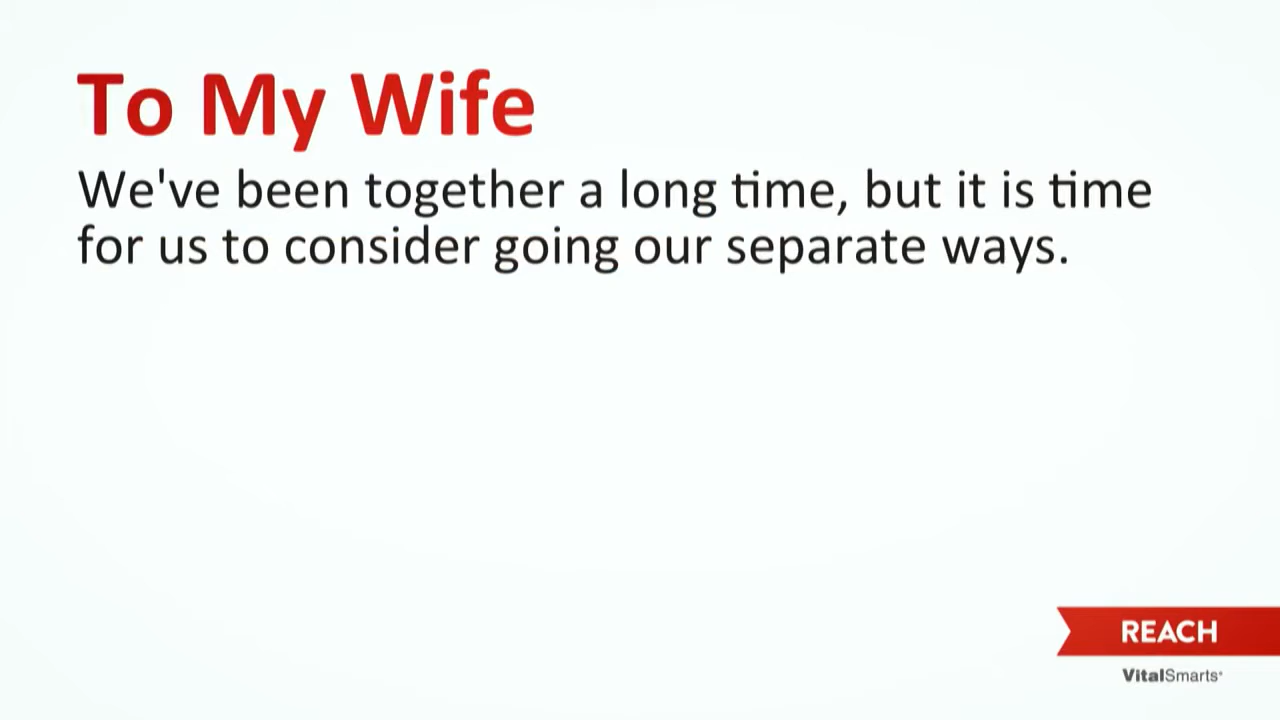 To My Wife
We've been together a long time, but it is time
for us to consider going our separate ways.
REACH
VitalSmarts